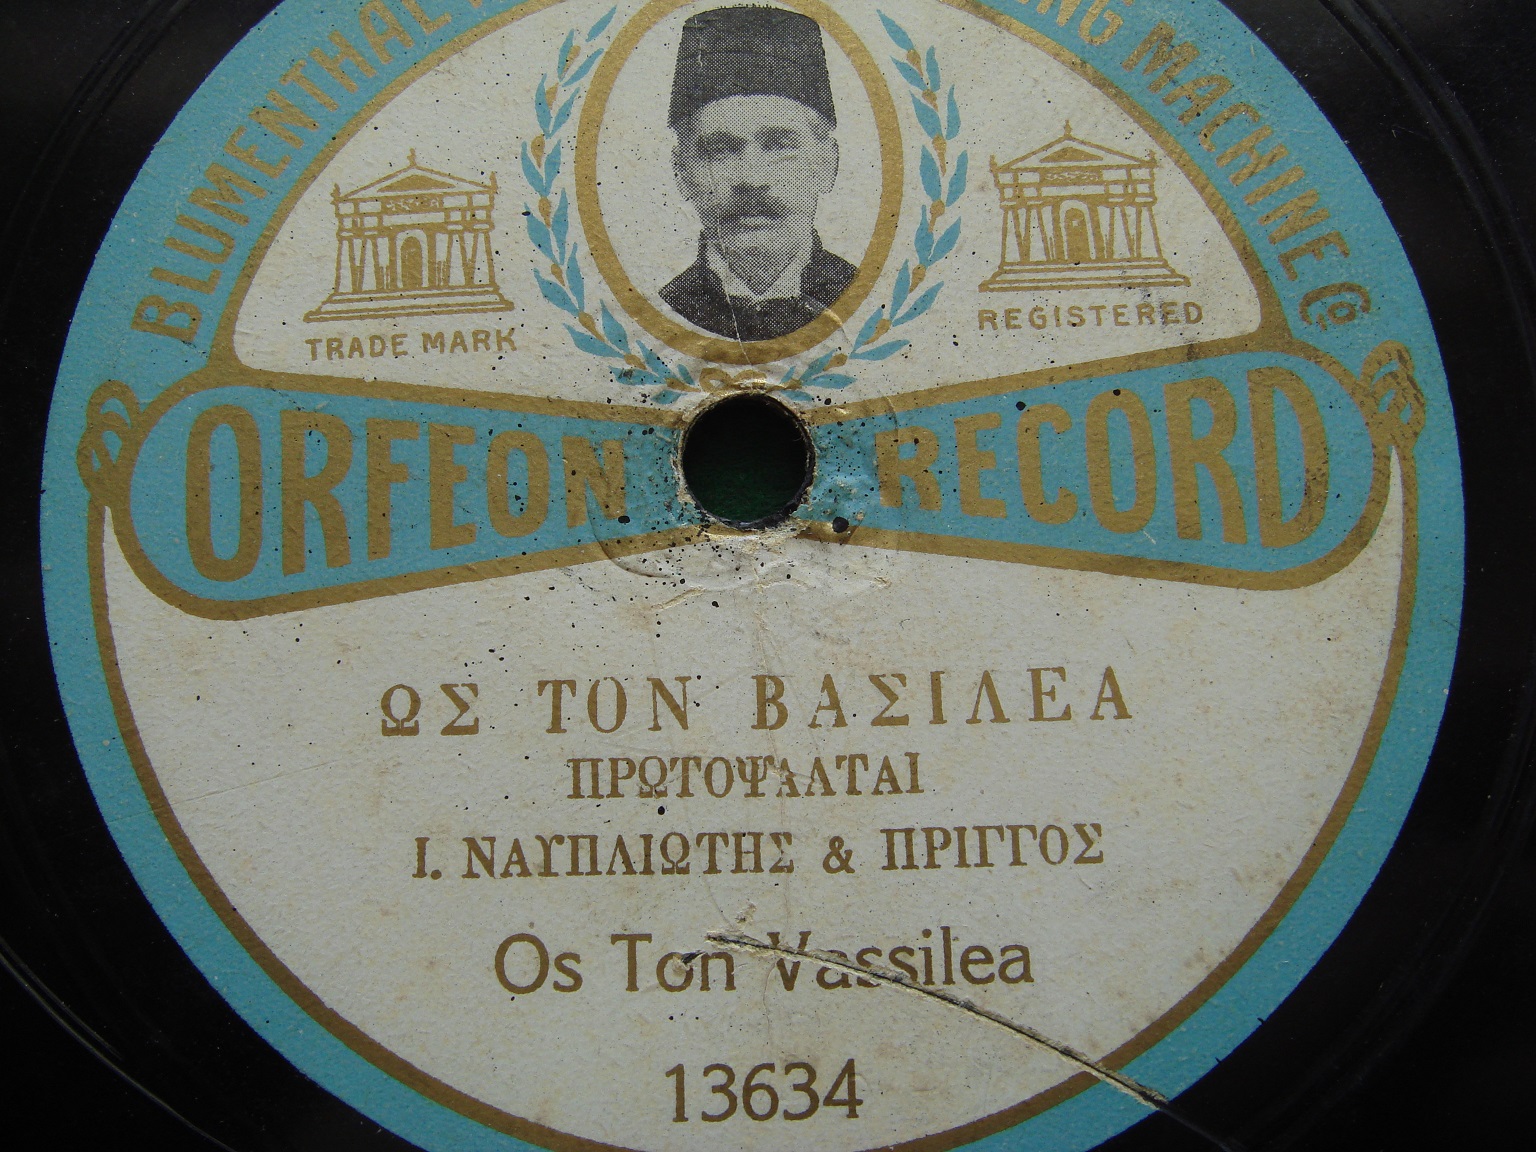 BLUMENTHAL MACHINE Co.
TRADE MARK
REGISTERED
ORFEON RECORD
ΩΣ ΤΟΝ ΒΑΣΙΛΕΑ
ΠΡΩΤΟΨΑΛΤΑΙ
Ι. ΝΑΥΠΛΙΩΤΗΣ & ΠΡΙΓΓΟΣ
Os Ton Vassilea
13634